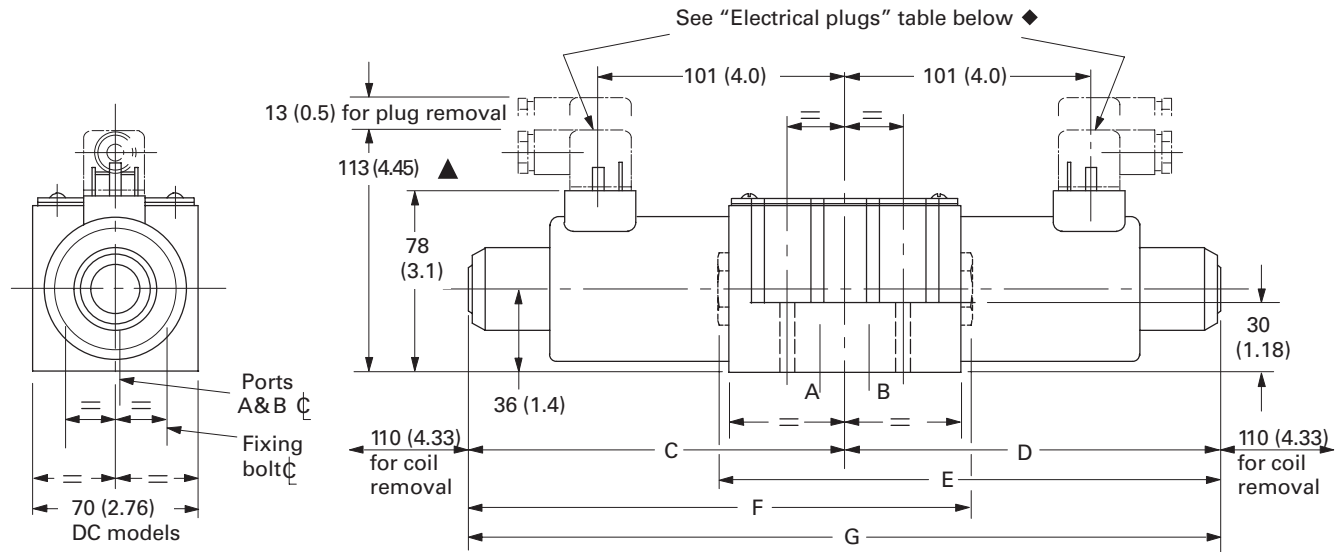 See “Electrical plugs” table below ◆
101 (4.0)
101 (4.0)
13 (0.5) for plug removal
113 (4.45) ▲
78
(3.1)
30
(1.18)
Ports
A&B ℄
36 (1.4)
A
B
Fixing
bolt ℄
110 (4.33)
for coil
removal
C
D
110 (4.33)
for coil
removal
E
70 (2.76)
DC models
F
G